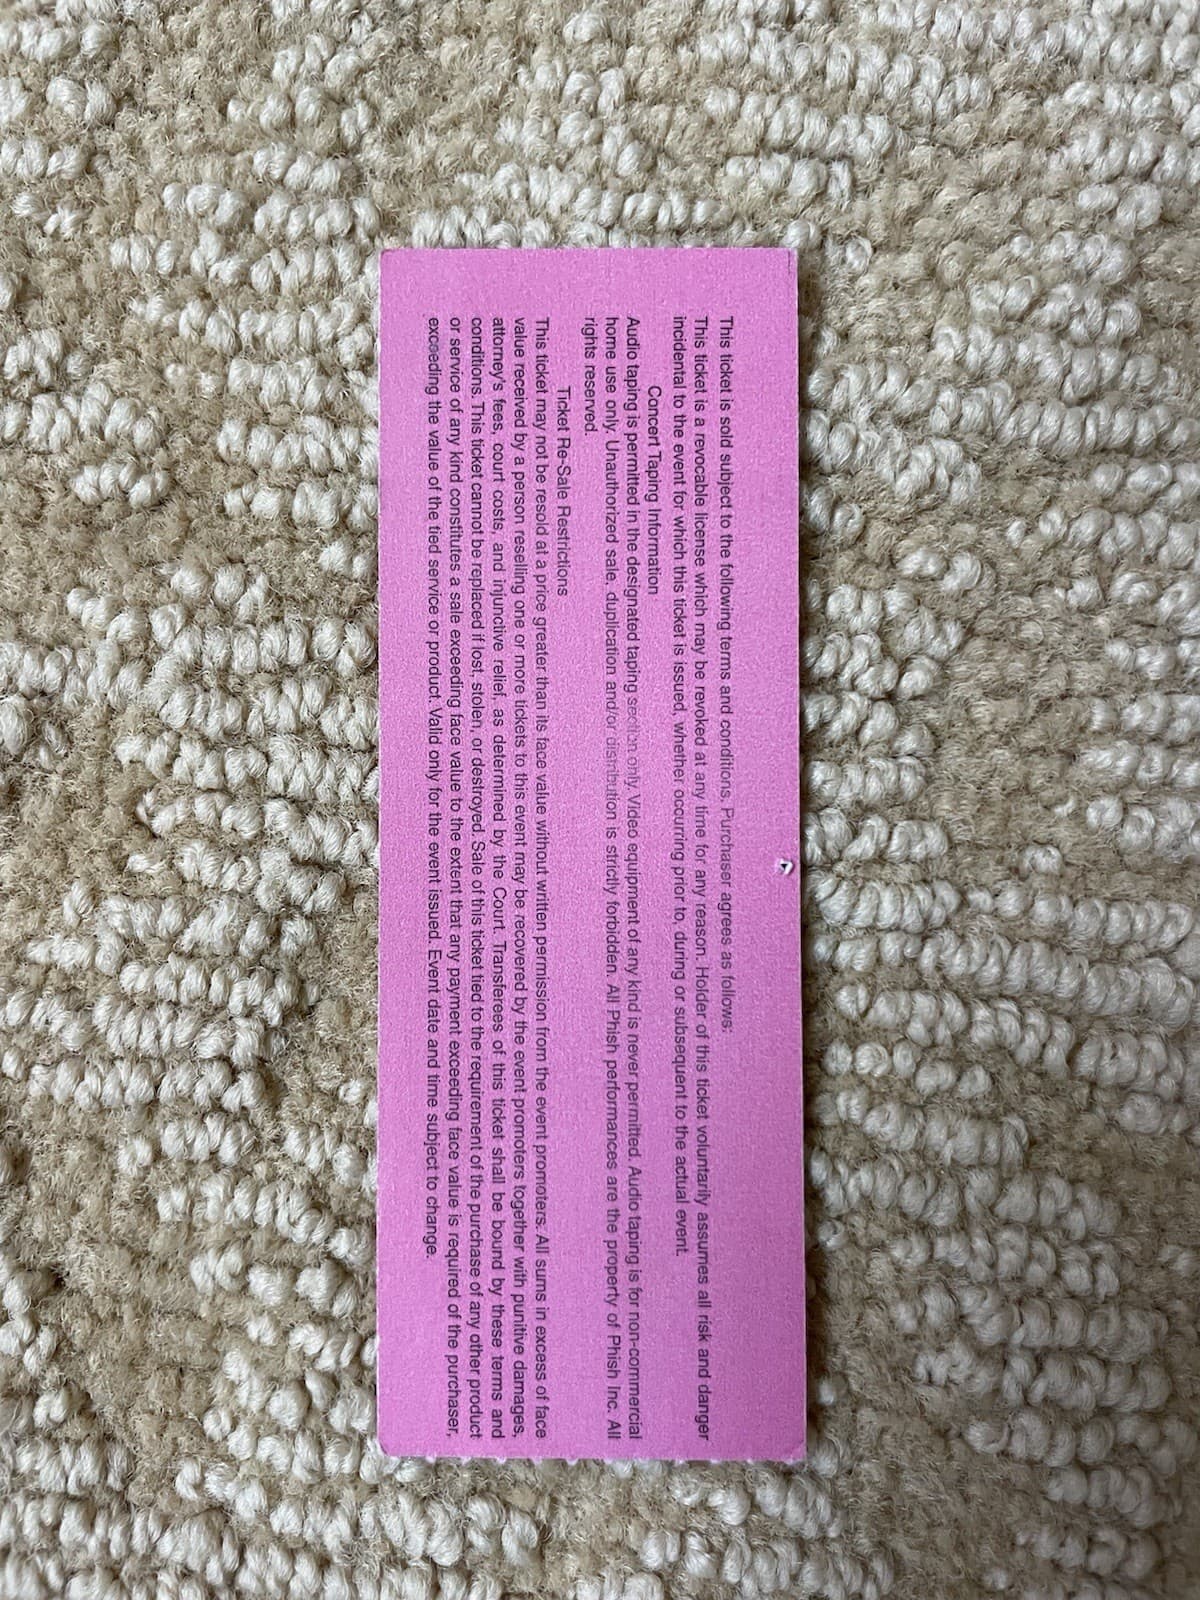 This ticket is sold subject to the following terms and conditions. Purchaser agrees as follows:
This ticket is a revocable license which may be revoked at any time for any reason. Holder of this ticket voluntarily assumes all risk and danger
incidental to the event for which this ticket is issued, whether occurring prior to, during or subsequent to the actual event.
Concert Taping Information
Audio taping is permitted in the designated taping section only. Video equipment of any kind is never permitted. Audio taping is for non-commercial
home use only. Unauthorized sale, duplication and/or distribution is strictly forbidden. All Phish performances are the property of Phish Inc. All
rights reserved.
Ticket Re-Sale Restrictions
This ticket may not be resold at a price greater than its face value without written permission from the event promoters. All sums in excess of face
value received by a person reselling one or more tickets to this event may be recovered by the event promoters together with punitive damages,
attorney's fees, court costs, and injunctive relief, as determined by the Court. Transferees of this ticket shall be bound by these terms and
conditions. This ticket cannot be replaced if lost, stolen, or destroyed. Sale of this ticket tied to the requirement of the purchase of any other product
or service of any kind constitutes a sale exceeding face value to the extent that any payment exceeding face value is required of the purchaser,
exceeding the value of the tied service or product. Valid only for the event issued. Event date and time subject to change.